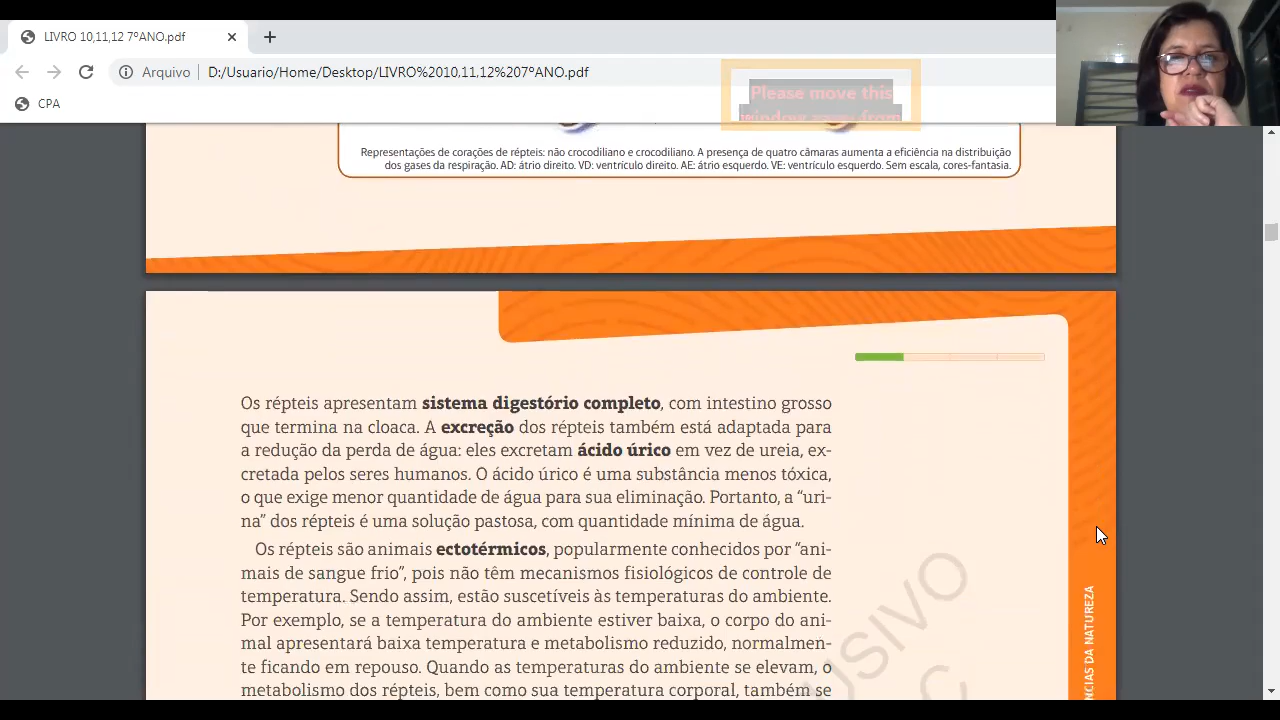 LIVRO 10,11,12 7ºANO.pdf
Arquivo
D:/Usuario/Home/Desktop/LIVRO%2010,11,12%207ºANO.pdf
CPA
Please move this
window away from
Representações de corações de répteis: não crocodiliano e crocodiliano. A presença de quatro câmaras aumenta a eficiência na distribuição
dos gases da respiração. AD: átrio direito. VD: ventrículo direito. AE: átrio esquerdo. VE: ventrículo esquerdo. Sem escala, cores-fantasia.
Os répteis apresentam sistema digestório completo, com intestino grosso
que termina na cloaca. A excreção dos répteis também está adaptada para
a redução da perda de água: eles excretam ácido úrico em vez de ureia, ex-
cretada pelos seres humanos. O ácido úrico é uma substância menos tóxica,
o que exige menor quantidade de água para sua eliminação. Portanto, a “uri-
na” dos répteis é uma solução pastosa, com quantidade mínima de água.
Os répteis são animais ectotérmicos, popularmente conhecidos por “ani-
mais de sangue frio”, pois não têm mecanismos fisiológicos de controle de
temperatura. Sendo assim, estão suscetíveis às temperaturas do ambiente.
Por exemplo, se a temperatura do ambiente estiver baixa, o corpo do ani-
mal apresentará baixa temperatura e metabolismo reduzido, normalmen-
te ficando em repouso. Quando as temperaturas do ambiente se elevam, o
metabolismo dos répteis, bem como sua temperatura corporal, também se
USIVO
C
NCIAS DA NATUREZA